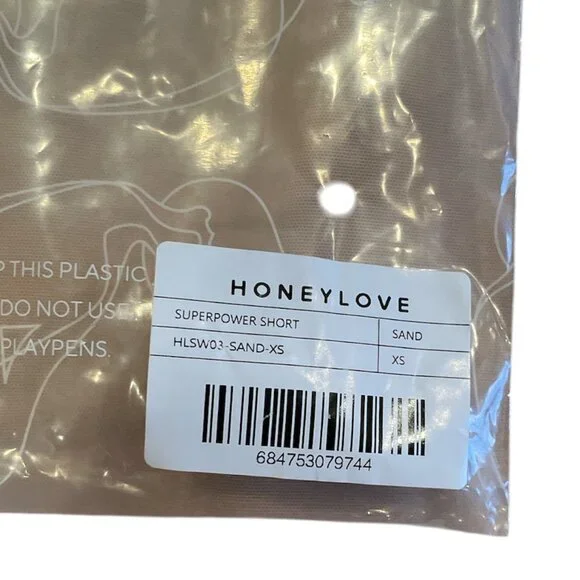 P THIS PLASTIC
DO NOT USE
PLAYPENS.
HONEYLOVE
SUPERPOWER SHORT SAND
HLSW03-SAND-XS XS
684753079744